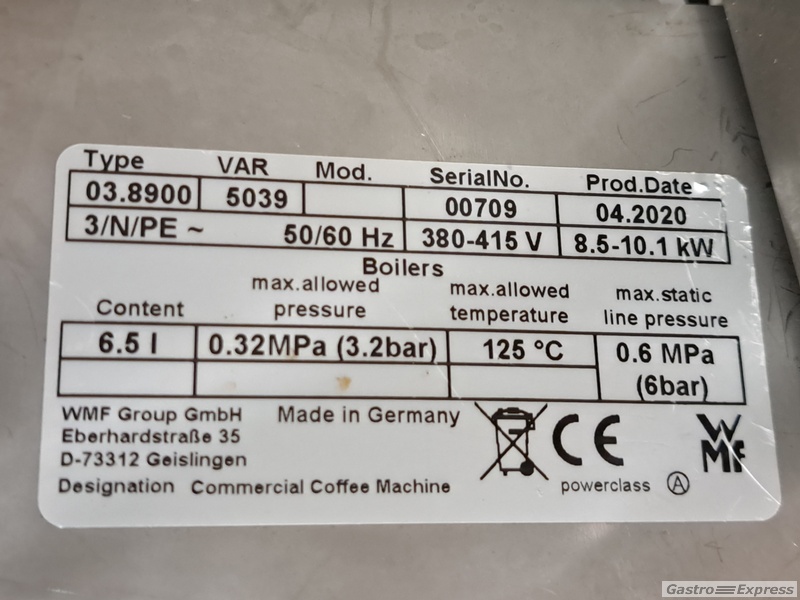 Type VAR Mod. SerialNo. Prod.Date
03.8900 5039 00709 04.2020
3/N/PE ~ 50/60 Hz 380-415 V 8.5-10.1 kW
Boilers
Content max.allowed pressure max.allowed temperature max.static line pressure
6.5 l 0.32MPa (3.2bar) 125 °C 0.6 MPa (6bar)
WMF Group GmbH Made in Germany
Eberhardstraße 35
D-73312 Geislingen
Designation Commercial Coffee Machine
CE
powerclass A
WMF
Gastro Express